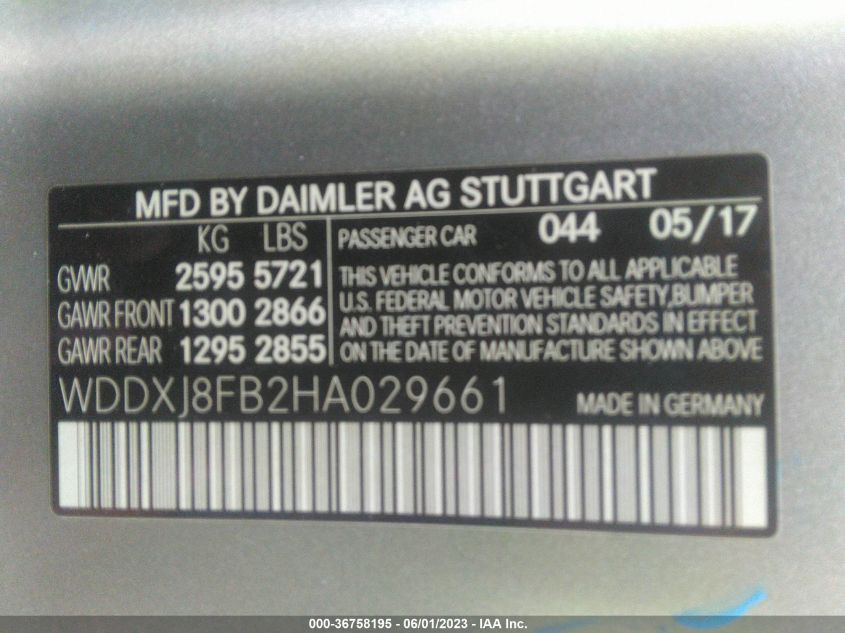 MFD BY DAIMLER AG STUTTGART
KG LBS
GVWR 2595 5721
GAWR FRONT 1300 2866
GAWR REAR 1295 2855
PASSENGER CAR 044 05/17
THIS VEHICLE CONFORMS TO ALL APPLICABLE
U.S. FEDERAL MOTOR VEHICLE SAFETY,BUMPER
AND THEFT PREVENTION STANDARDS IN EFFECT
ON THE DATE OF MANUFACTURE SHOWN ABOVE
WDDXJ8FB2HA029661 MADE IN GERMANY
000-36758195 - 06/01/2023 - IAA Inc.